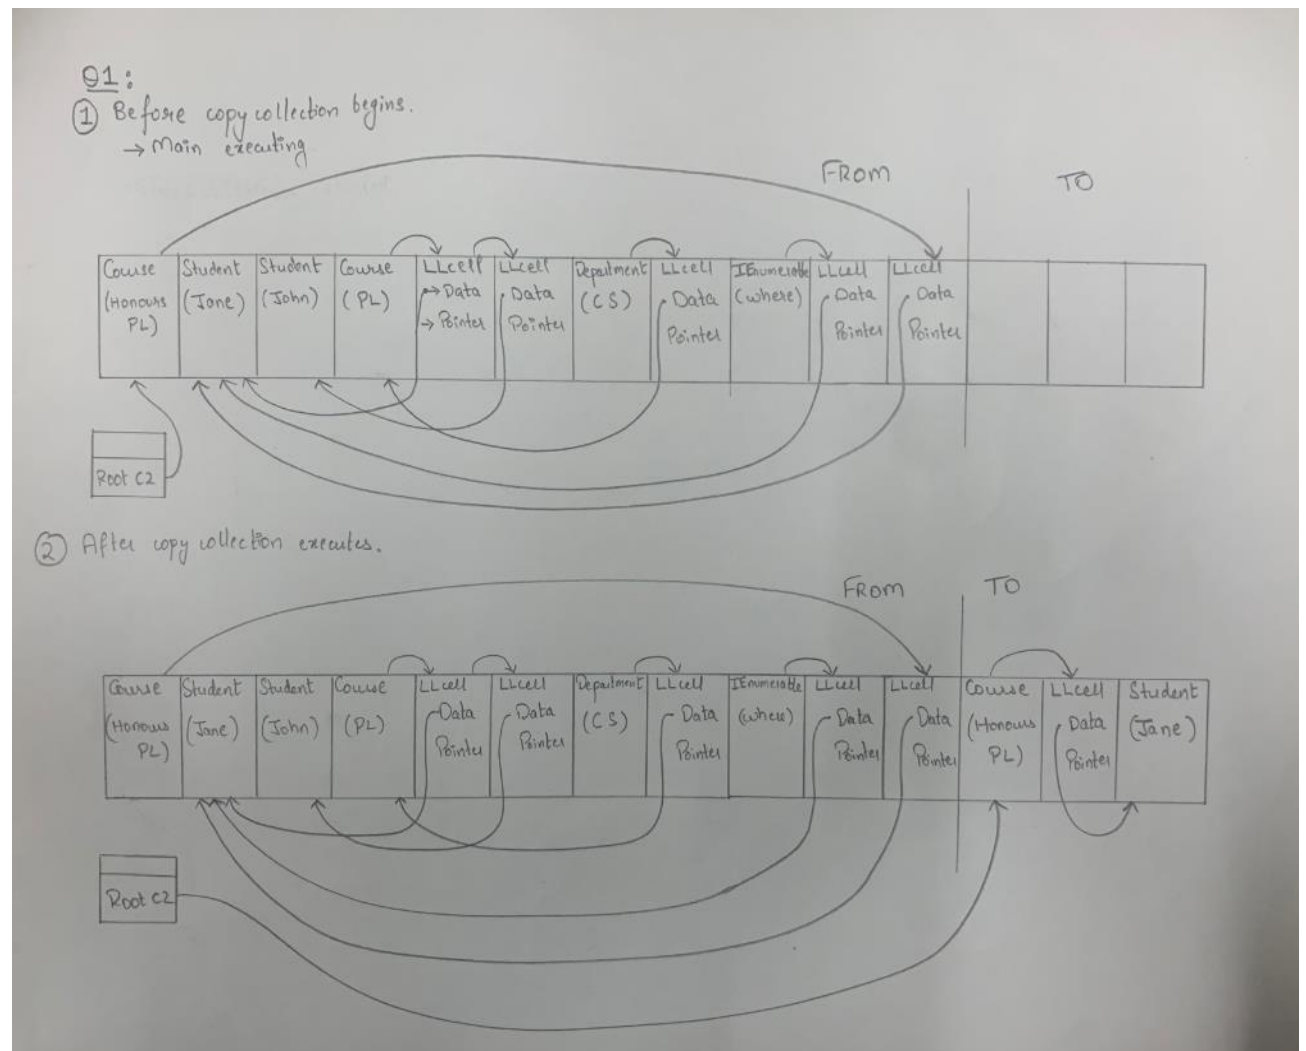 Q1:
① Before copy collection begins.
→ Main executing
FROM
TO
Course (Honours PL)
Student (Jane)
Student (John)
Course (PL)
LLcell → Data → Pointer
LLcell Data Pointer
Department (CS)
LLcell Data Pointer
IEnumerable (where)
LLcell Data Pointer
LLcell Data Pointer
Root C2
② After copy collection executes.
FROM
TO
Course (Honours PL)
Student (Jane)
Student (John)
Course (PL)
LLcell Data Pointer
LLcell Data Pointer
Department (CS)
LLcell Data Pointer
IEnumerable (where)
LLcell Data Pointer
LLcell Data Pointer
Course (Honours PL)
LLcell Data Pointer
Student (Jane)
Root C2